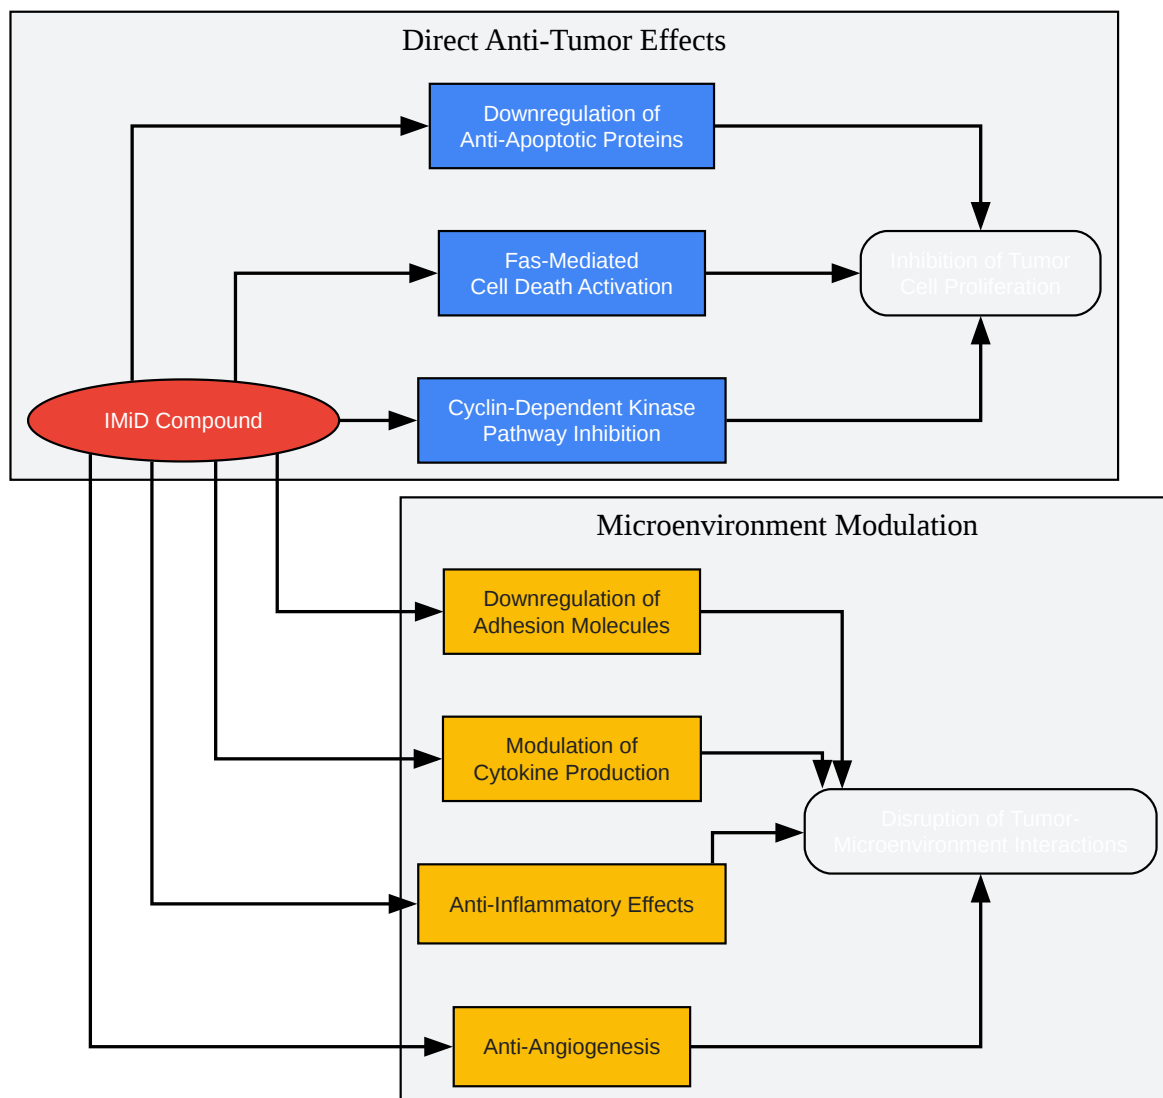 Direct Anti-Tumor Effects
Downregulation of
Anti-Apoptotic Proteins
Fas-Mediated
Cell Death Activation
Inhibition of Tumor
Cell Proliferation
IMiD Compound
Cyclin-Dependent Kinase
Pathway Inhibition
Microenvironment Modulation
Downregulation of
Adhesion Molecules
Modulation of
Cytokine Production
Disruption of Tumor-
Microenvironment Interactions
Anti-Inflammatory Effects
Anti-Angiogenesis